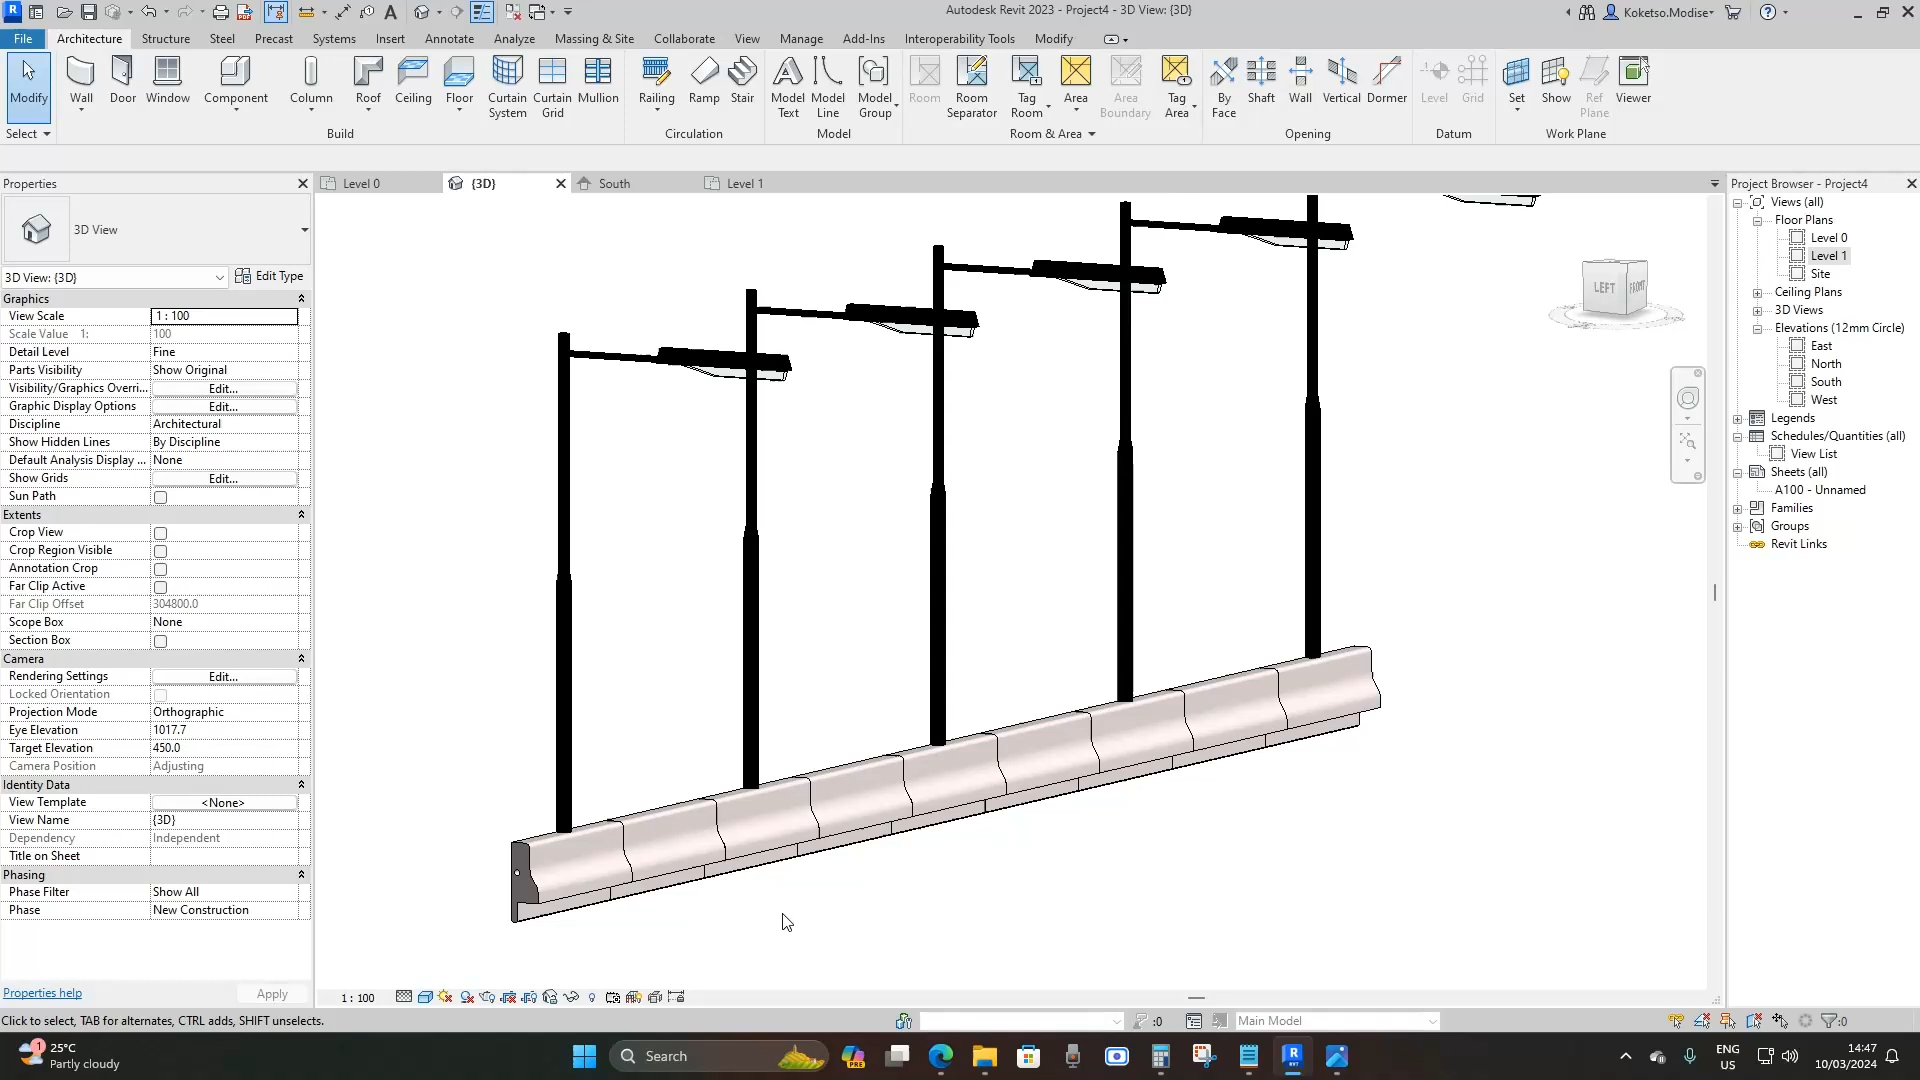 Autodesk Revit 2023 - Project4 - 3D View: {3D}
Koketso.Modise
File
Architecture
Structure
Steel
Precast
Systems
Insert
Annotate
Analyze
Massing & Site
Collaborate
View
Manage
Add-Ins
Interoperability Tools
Modify
Modify
Wall
Door
Window
Component
Column
Roof
Ceiling
Floor
Curtain System
Curtain Grid
Mullion
Railing
Ramp
Stair
Model Text
Model Line
Model Group
Room
Room Separator
Tag Room
Area
Area Boundary
Tag Area
By Face
Shaft
Wall
Vertical
Dormer
Level
Grid
Set
Show
Ref Plane
Viewer
Select
Build
Circulation
Model
Room & Area
Opening
Datum
Work Plane
Properties
Level 0
{3D}
South
Level 1
Project Browser - Project4
3D View
3D View: {3D}
Edit Type
Graphics
View Scale 1 : 100
Scale Value 1: 100
Detail Level Fine
Parts Visibility Show Original
Visibility/Graphics Overri... Edit...
Graphic Display Options Edit...
Discipline Architectural
Show Hidden Lines By Discipline
Default Analysis Display ... None
Show Grids Edit...
Sun Path
Extents
Crop View
Crop Region Visible
Annotation Crop
Far Clip Active
Far Clip Offset 304800.0
Scope Box None
Section Box
Camera
Rendering Settings Edit...
Locked Orientation
Projection Mode Orthographic
Eye Elevation 1017.7
Target Elevation 450.0
Camera Position Adjusting
Identity Data
View Template <None>
View Name {3D}
Dependency Independent
Title on Sheet
Phasing
Phase Filter Show All
Phase New Construction
Properties help
Apply
LEFT
FRONT
Views (all)
Floor Plans
Level 0
Level 1
Site
Ceiling Plans
3D Views
Elevations (12mm Circle)
East
North
South
West
Legends
Schedules/Quantities (all)
View List
Sheets (all)
A100 - Unnamed
Families
Groups
Revit Links
1 : 100
Click to select, TAB for alternates, CTRL adds, SHIFT unselects.
:0
Main Model
:0
1
25°C
Partly cloudy
Search
PRE
R
RVT
ENG
US
14:47
10/03/2024